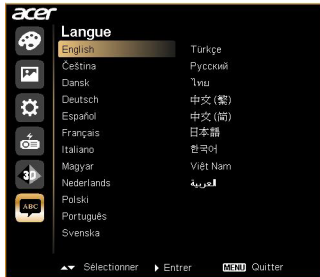 acer
Langue
English
Čeština
Dansk
Deutsch
Español
Français
Italiano
Magyar
Nederlands
Polski
Português
Svenska
Türkçe
Русский
ไทย
中文 (繁)
中文 (简)
日本語
한국어
Việt Nam
العربية
3D
ABC
Sélectionner Entrer MENU Quitter